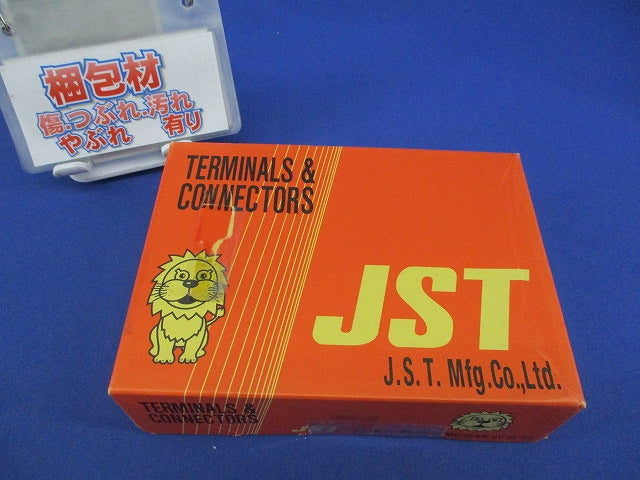 梱包材
傷.つぶれ.汚れ
やぶれ 有り
TERMINALS &
CONNECTORS
JST
J.S.T. Mfg.Co.,Ltd.
TERMINALS &
CONNECTORS
JST